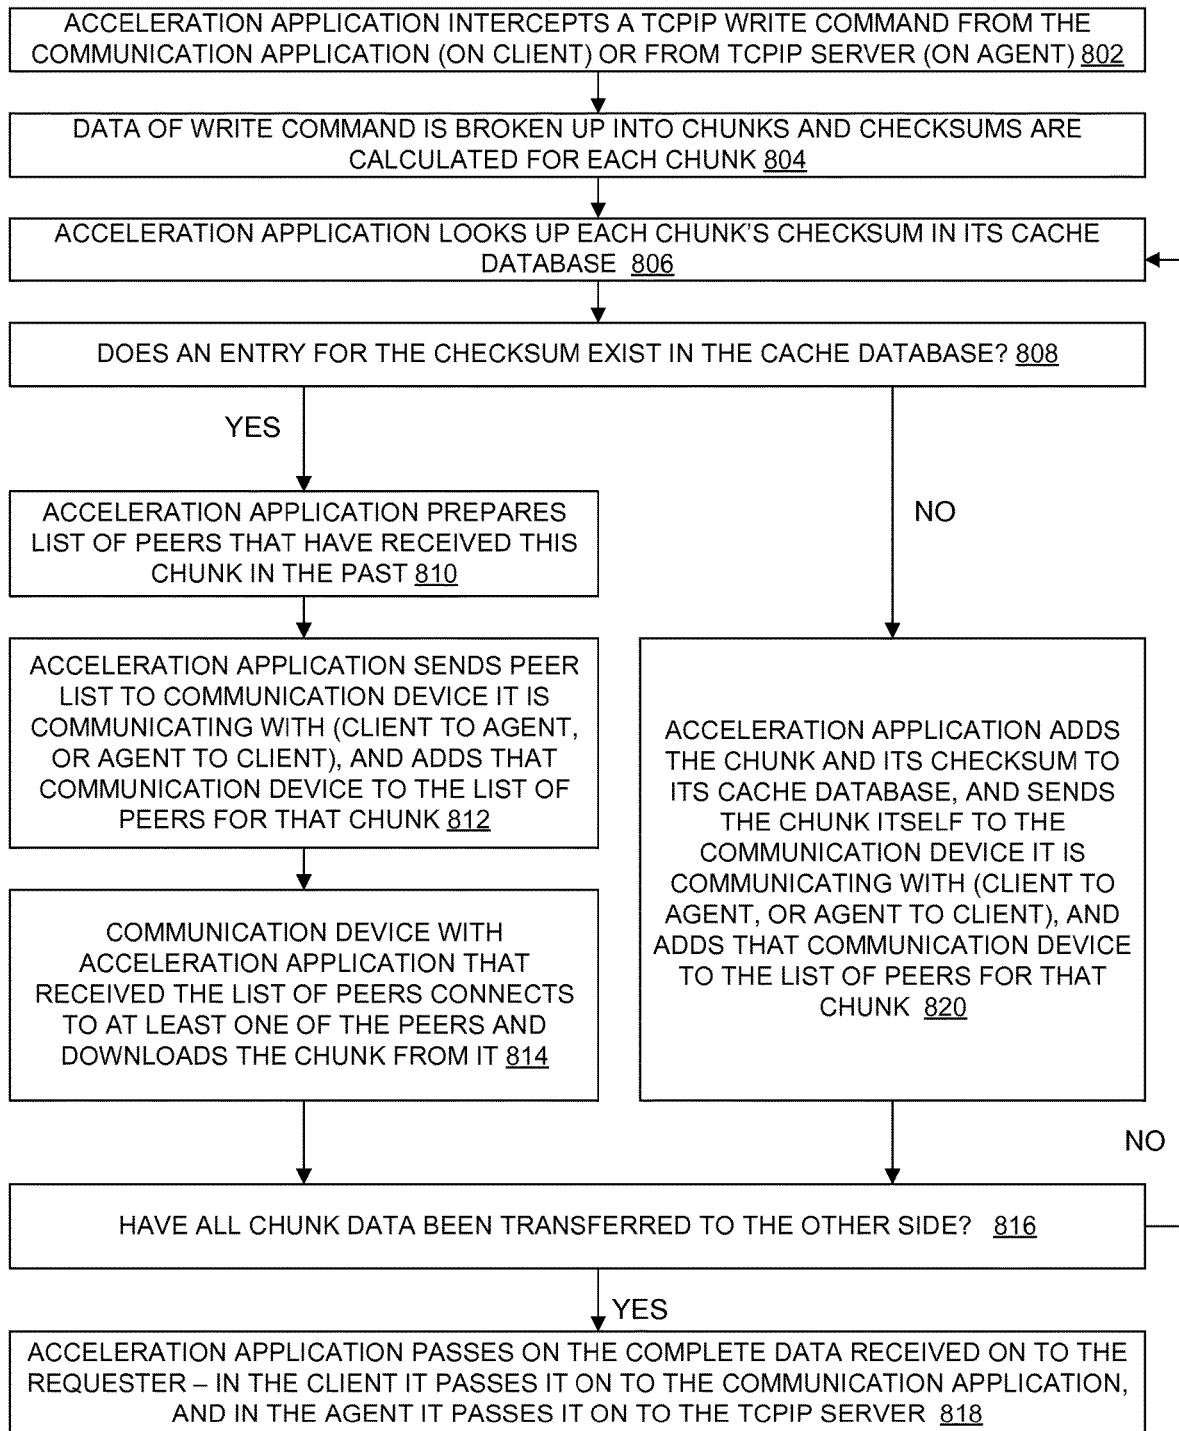 ACCELERATION APPLICATION INTERCEPTS A TCPIP WRITE COMMAND FROM THE
COMMUNICATION APPLICATION (ON CLIENT) OR FROM TCPIP SERVER (ON AGENT) 802
DATA OF WRITE COMMAND IS BROKEN UP INTO CHUNKS AND CHECKSUMS ARE
CALCULATED FOR EACH CHUNK 804
ACCELERATION APPLICATION LOOKS UP EACH CHUNK'S CHECKSUM IN ITS CACHE
DATABASE 806
DOES AN ENTRY FOR THE CHECKSUM EXIST IN THE CACHE DATABASE? 808
YES
ACCELERATION APPLICATION PREPARES
LIST OF PEERS THAT HAVE RECEIVED THIS
CHUNK IN THE PAST 810
ACCELERATION APPLICATION SENDS PEER
LIST TO COMMUNICATION DEVICE IT IS
COMMUNICATING WITH (CLIENT TO AGENT,
OR AGENT TO CLIENT), AND ADDS THAT
COMMUNICATION DEVICE TO THE LIST OF
PEERS FOR THAT CHUNK 812
COMMUNICATION DEVICE WITH
ACCELERATION APPLICATION THAT
RECEIVED THE LIST OF PEERS CONNECTS
TO AT LEAST ONE OF THE PEERS AND
DOWNLOADS THE CHUNK FROM IT 814
NO
ACCELERATION APPLICATION ADDS
THE CHUNK AND ITS CHECKSUM TO
ITS CACHE DATABASE, AND SENDS
THE CHUNK ITSELF TO THE
COMMUNICATION DEVICE IT IS
COMMUNICATING WITH (CLIENT TO
AGENT, OR AGENT TO CLIENT), AND
ADDS THAT COMMUNICATION DEVICE
TO THE LIST OF PEERS FOR THAT
CHUNK 820
NO
HAVE ALL CHUNK DATA BEEN TRANSFERRED TO THE OTHER SIDE? 816
YES
ACCELERATION APPLICATION PASSES ON THE COMPLETE DATA RECEIVED ON TO THE
REQUESTER – IN THE CLIENT IT PASSES IT ON TO THE COMMUNICATION APPLICATION,
AND IN THE AGENT IT PASSES IT ON TO THE TCPIP SERVER 818